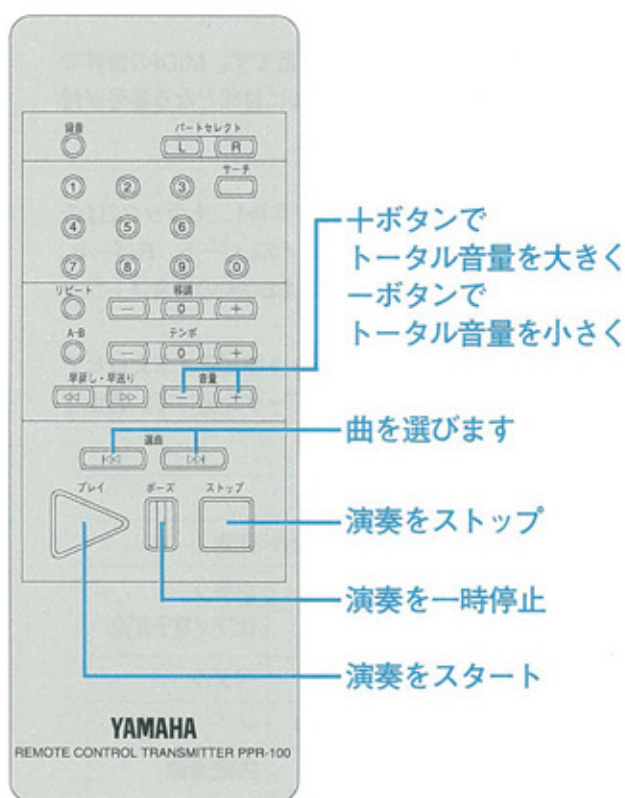 録音
パートセレクト
L R
サーチ
1 2 3
4 5 6
7 8 9 0
リピート
移調
− 0 +
A-B
テンポ
− 0 +
早戻し・早送り
音量
− +
選曲
プレイ
ポーズ
ストップ
＋ボタンで
トータル音量を大きく
−ボタンで
トータル音量を小さく
曲を選びます
演奏をストップ
演奏を一時停止
演奏をスタート
YAMAHA
REMOTE CONTROL TRANSMITTER PPR-100